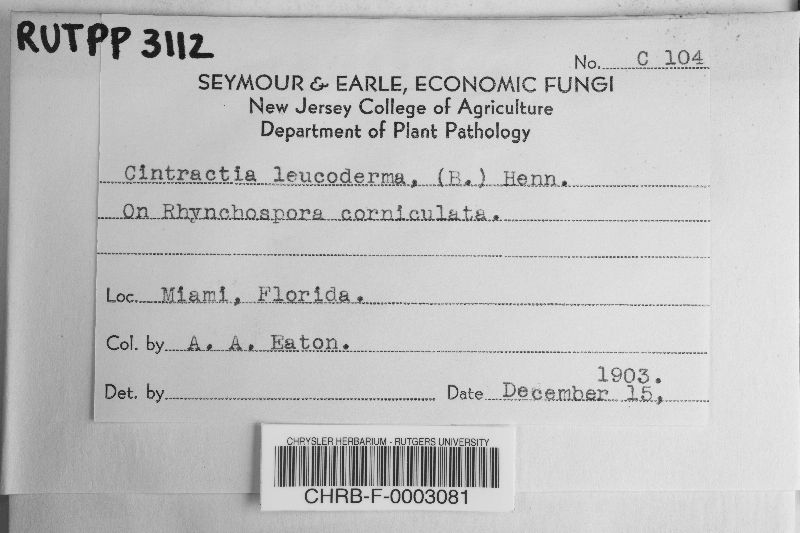 RUTPP 3112
No. C 104
SEYMOUR & EARLE, ECONOMIC FUNGI
New Jersey College of Agriculture
Department of Plant Pathology
Cintractia leucoderma, (B.) Henn.
On Rhynchospora corniculata.
Loc. Miami, Florida.
Col. by A. A. Eaton.
1903.
Det. by Date December 15,
CHRYSLER HERBARIUM - RUTGERS UNIVERSITY
CHRB-F-0003081